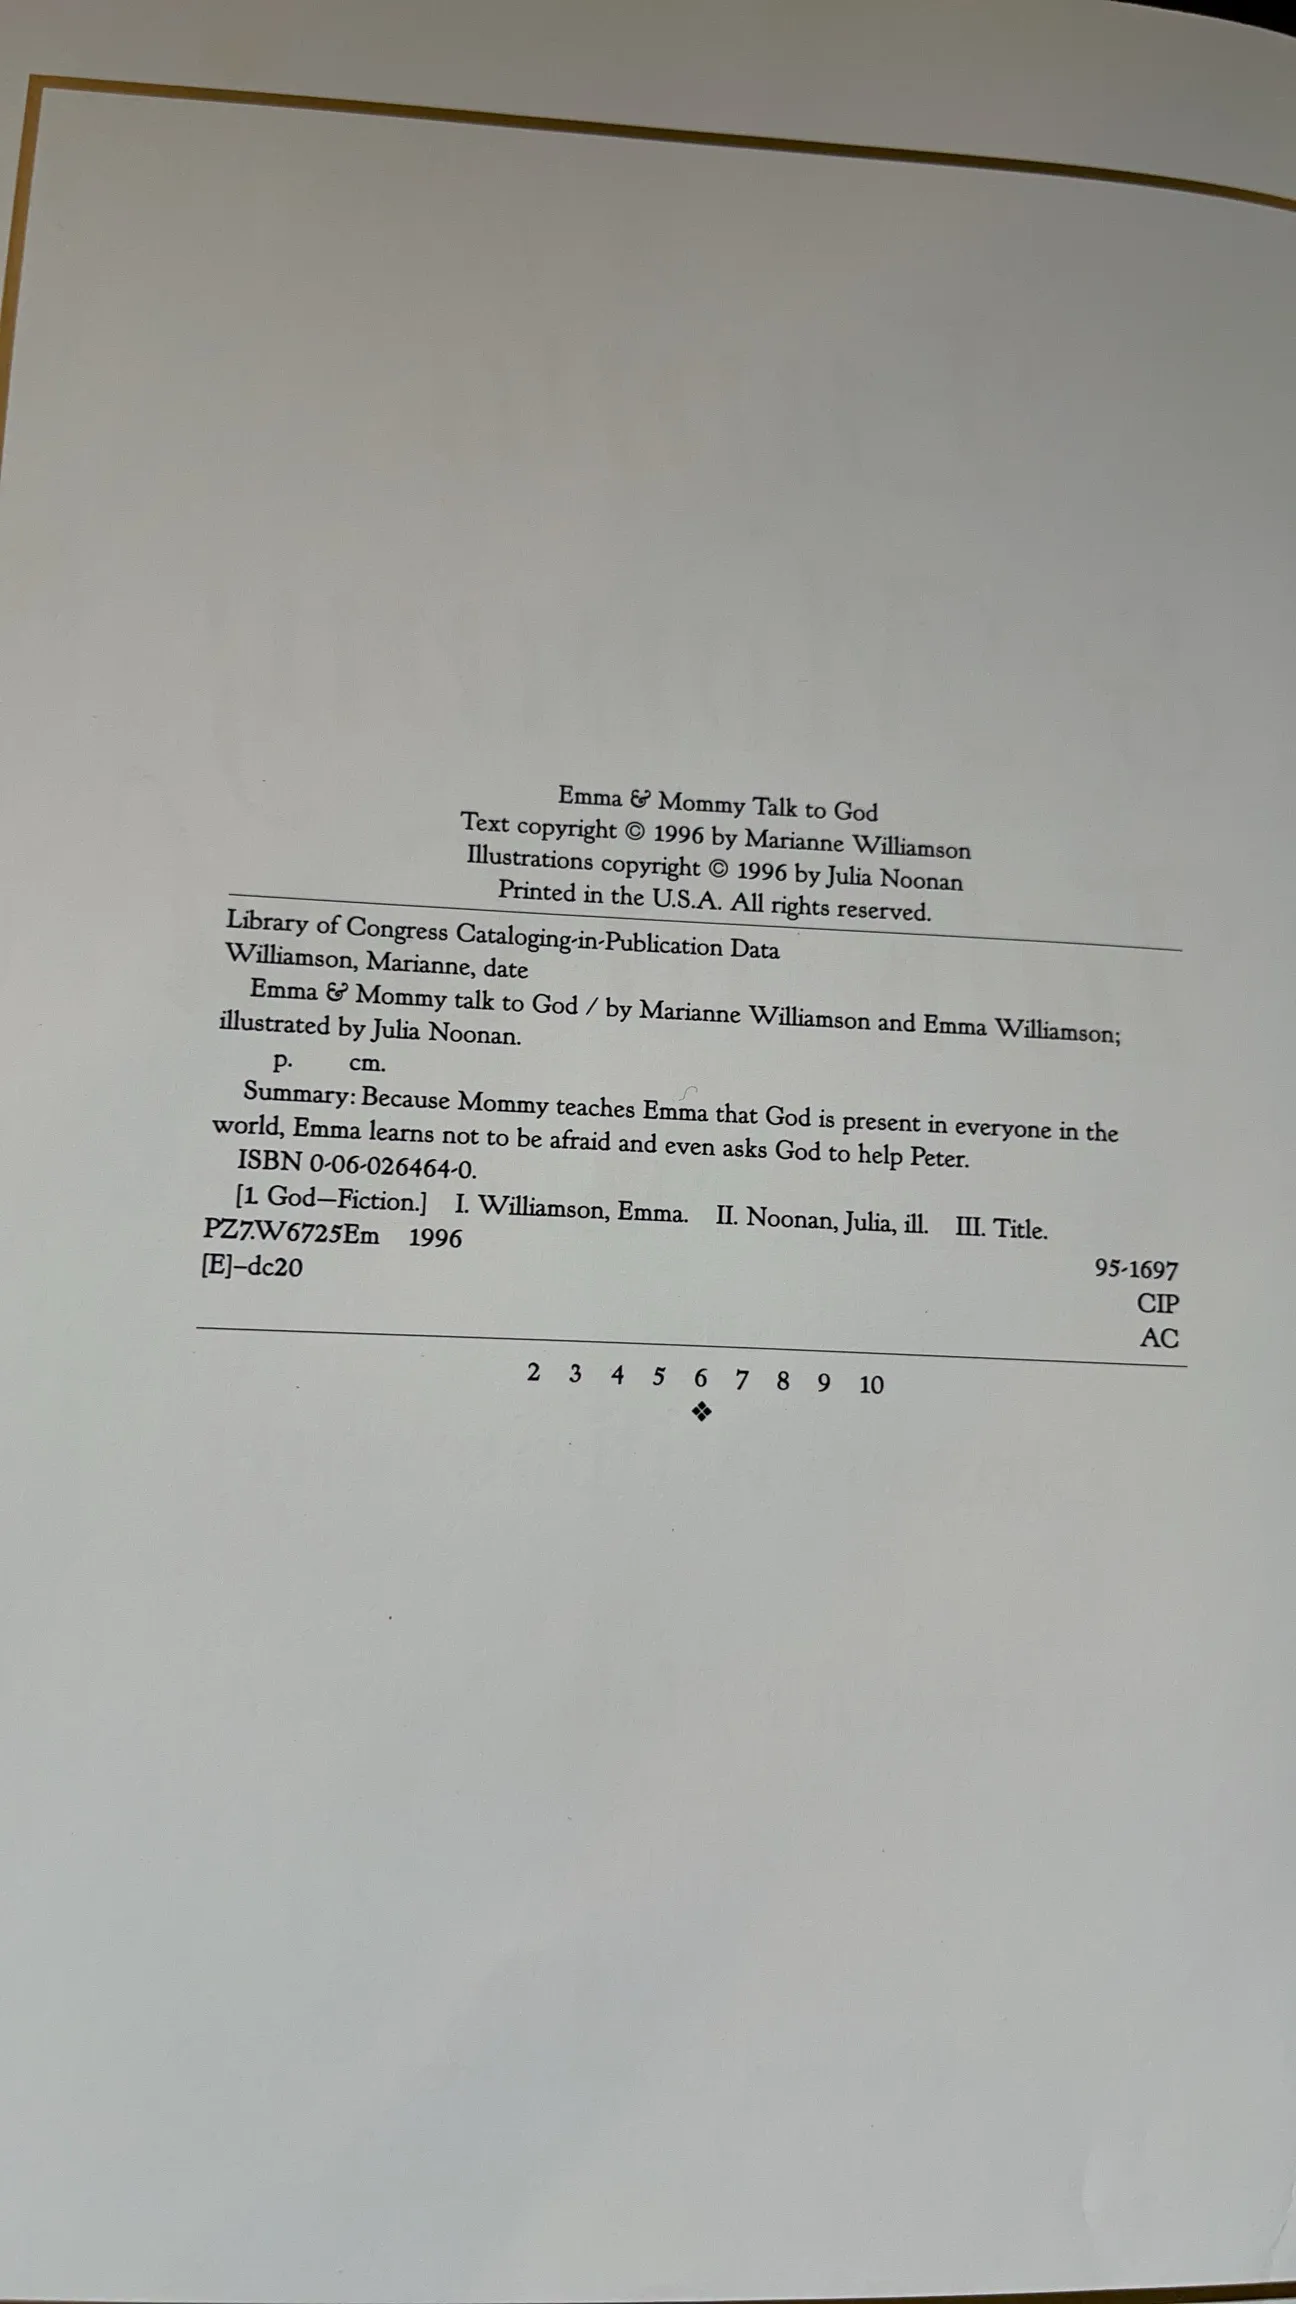 Emma & Mommy Talk to God
Text copyright © 1996 by Marianne Williamson
Illustrations copyright © 1996 by Julia Noonan
Printed in the U.S.A. All rights reserved.
Library of Congress Cataloging-in-Publication Data
Williamson, Marianne, date
Emma & Mommy talk to God / by Marianne Williamson and Emma Williamson;
illustrated by Julia Noonan.
p. cm.
Summary: Because Mommy teaches Emma that God is present in everyone in the
world, Emma learns not to be afraid and even asks God to help Peter.
ISBN 0-06-026464-0.
[1. God—Fiction.] I. Williamson, Emma. II. Noonan, Julia, ill. III. Title.
PZ7.W6725Em 1996
[E]–dc20
95-1697
CIP
AC
2 3 4 5 6 7 8 9 10
❖